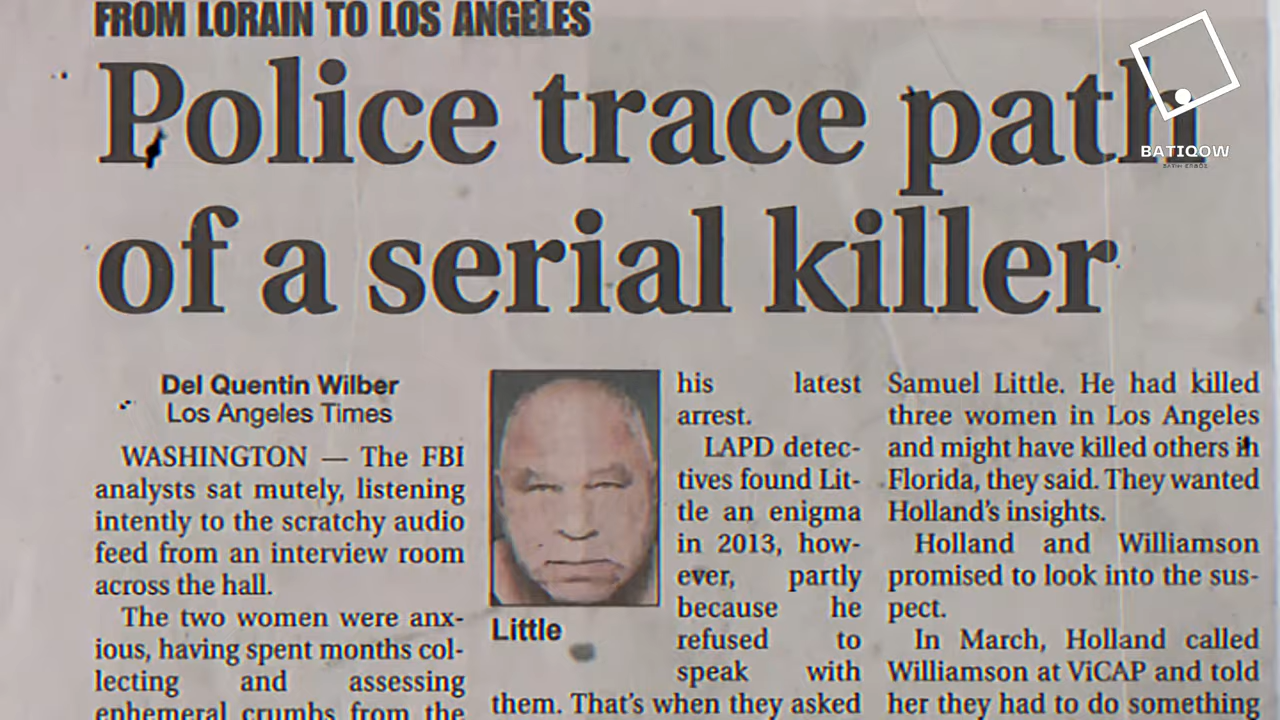 FROM LORAIN TO LOS ANGELES
Police trace path
of a serial killer
BATIQOW
Del Quentin Wilber
Los Angeles Times
WASHINGTON — The FBI
analysts sat mutely, listening
intently to the scratchy audio
feed from an interview room
across the hall.
The two women were anx-
ious, having spent months col-
lecting and assessing
ephemeral crumbs from the
Little
his latest
arrest.
LAPD detec-
tives found Lit-
tle an enigma
in 2013, how-
ever, partly
because he
refused to
speak with
them. That's when they asked
Samuel Little. He had killed
three women in Los Angeles
and might have killed others in
Florida, they said. They wanted
Holland's insights.
Holland and Williamson
promised to look into the sus-
pect.
In March, Holland called
Williamson at ViCAP and told
her they had to do something